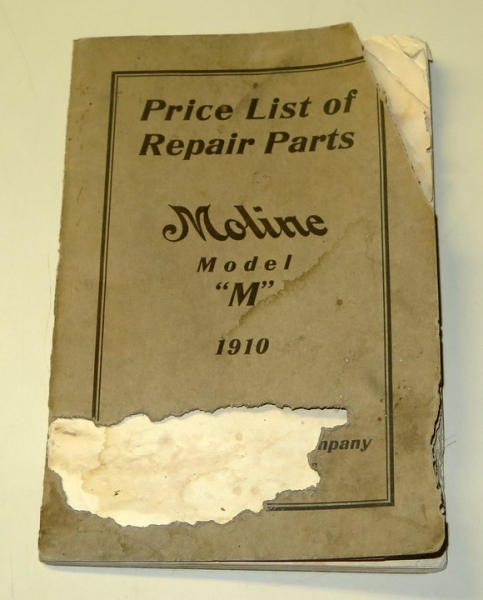 Price List of
Repair Parts
Moline
Model
"M"
1910
mpany